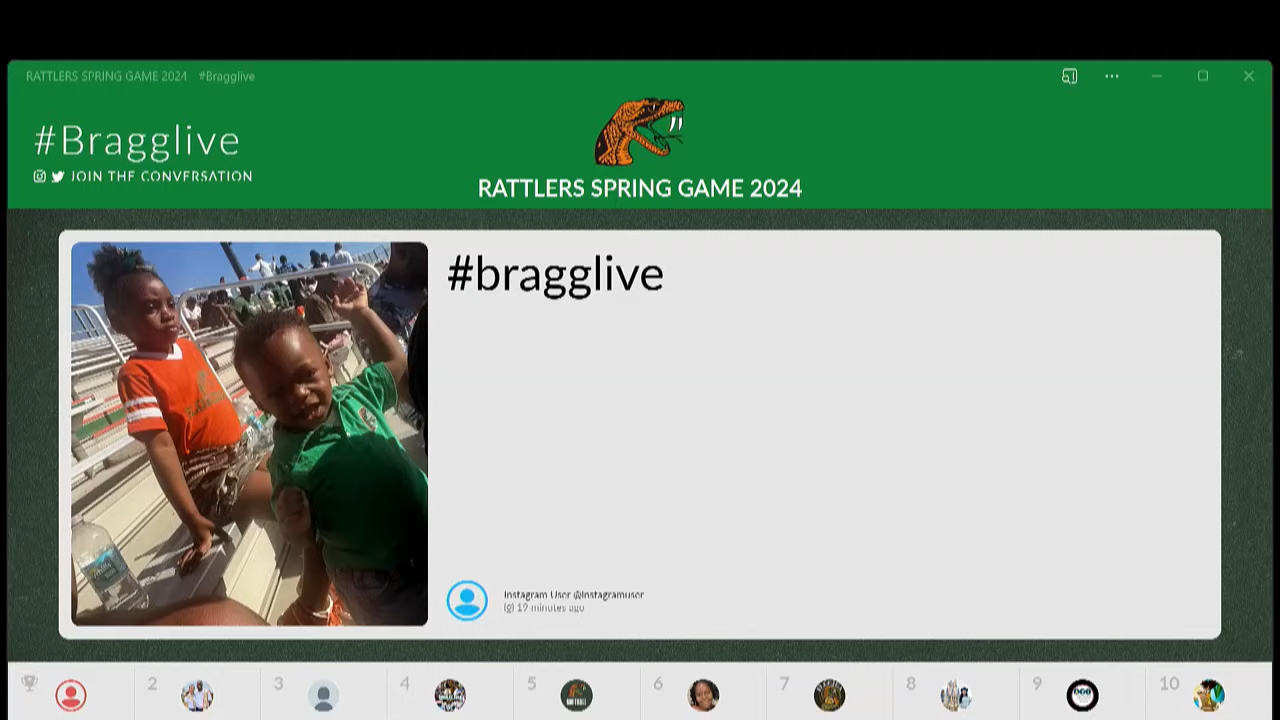 RATTLERS SPRING GAME 2024 #Bragglive
#Bragglive
JOIN THE CONVERSATION
RATTLERS SPRING GAME 2024
#bragglive
Instagram User @instagramuser
19 minutes ago
2 3 4 5 6 7 8 9 10